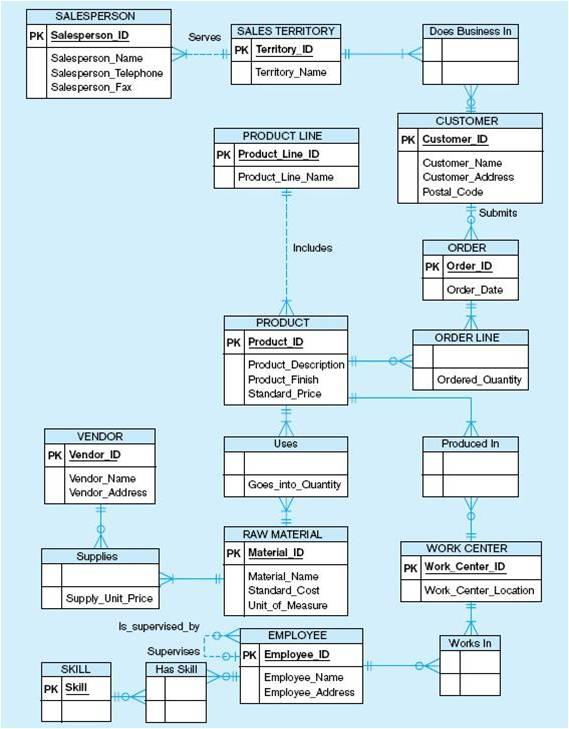 SALESPERSON
PK Salesperson_ID
Salesperson_Name
Salesperson_Telephone
Salesperson_Fax
Serves
SALES TERRITORY
PK Territory_ID
Territory_Name
Does Business In
PRODUCT LINE
PK Product_Line_ID
Product_Line_Name
CUSTOMER
PK Customer_ID
Customer_Name
Customer_Address
Postal_Code
Submits
Includes
ORDER
PK Order_ID
Order_Date
PRODUCT
PK Product_ID
Product_Description
Product_Finish
Standard_Price
ORDER LINE
Ordered_Quantity
VENDOR
PK Vendor_ID
Vendor_Name
Vendor_Address
Uses
Goes_into_Quantity
Produced In
Supplies
Supply_Unit_Price
RAW MATERIAL
PK Material_ID
Material_Name
Standard_Cost
Unit_of_Measure
WORK CENTER
PK Work_Center_ID
Work_Center_Location
Is_supervised_by
Supervises
EMPLOYEE
PK Employee_ID
Employee_Name
Employee_Address
Works In
SKILL
PK Skill
Has Skill